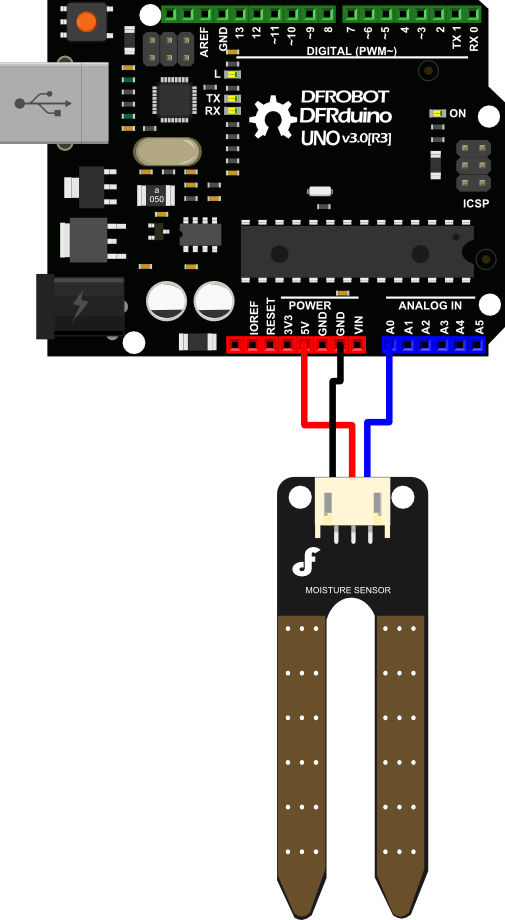 AREF
GND
13
12
~11
~10
~9
8
7
~6
~5
4
~3
2
TX 1
RX 0
DIGITAL (PWM~)
L
TX
RX
DFROBOT
DFRduino
UNO v3.0[R3]
ON
ICSP
a
050
POWER
ANALOG IN
IOREF
RESET
3V3
5V
GND
GND
VIN
A0
A1
A2
A3
A4
A5
MOISTURE SENSOR